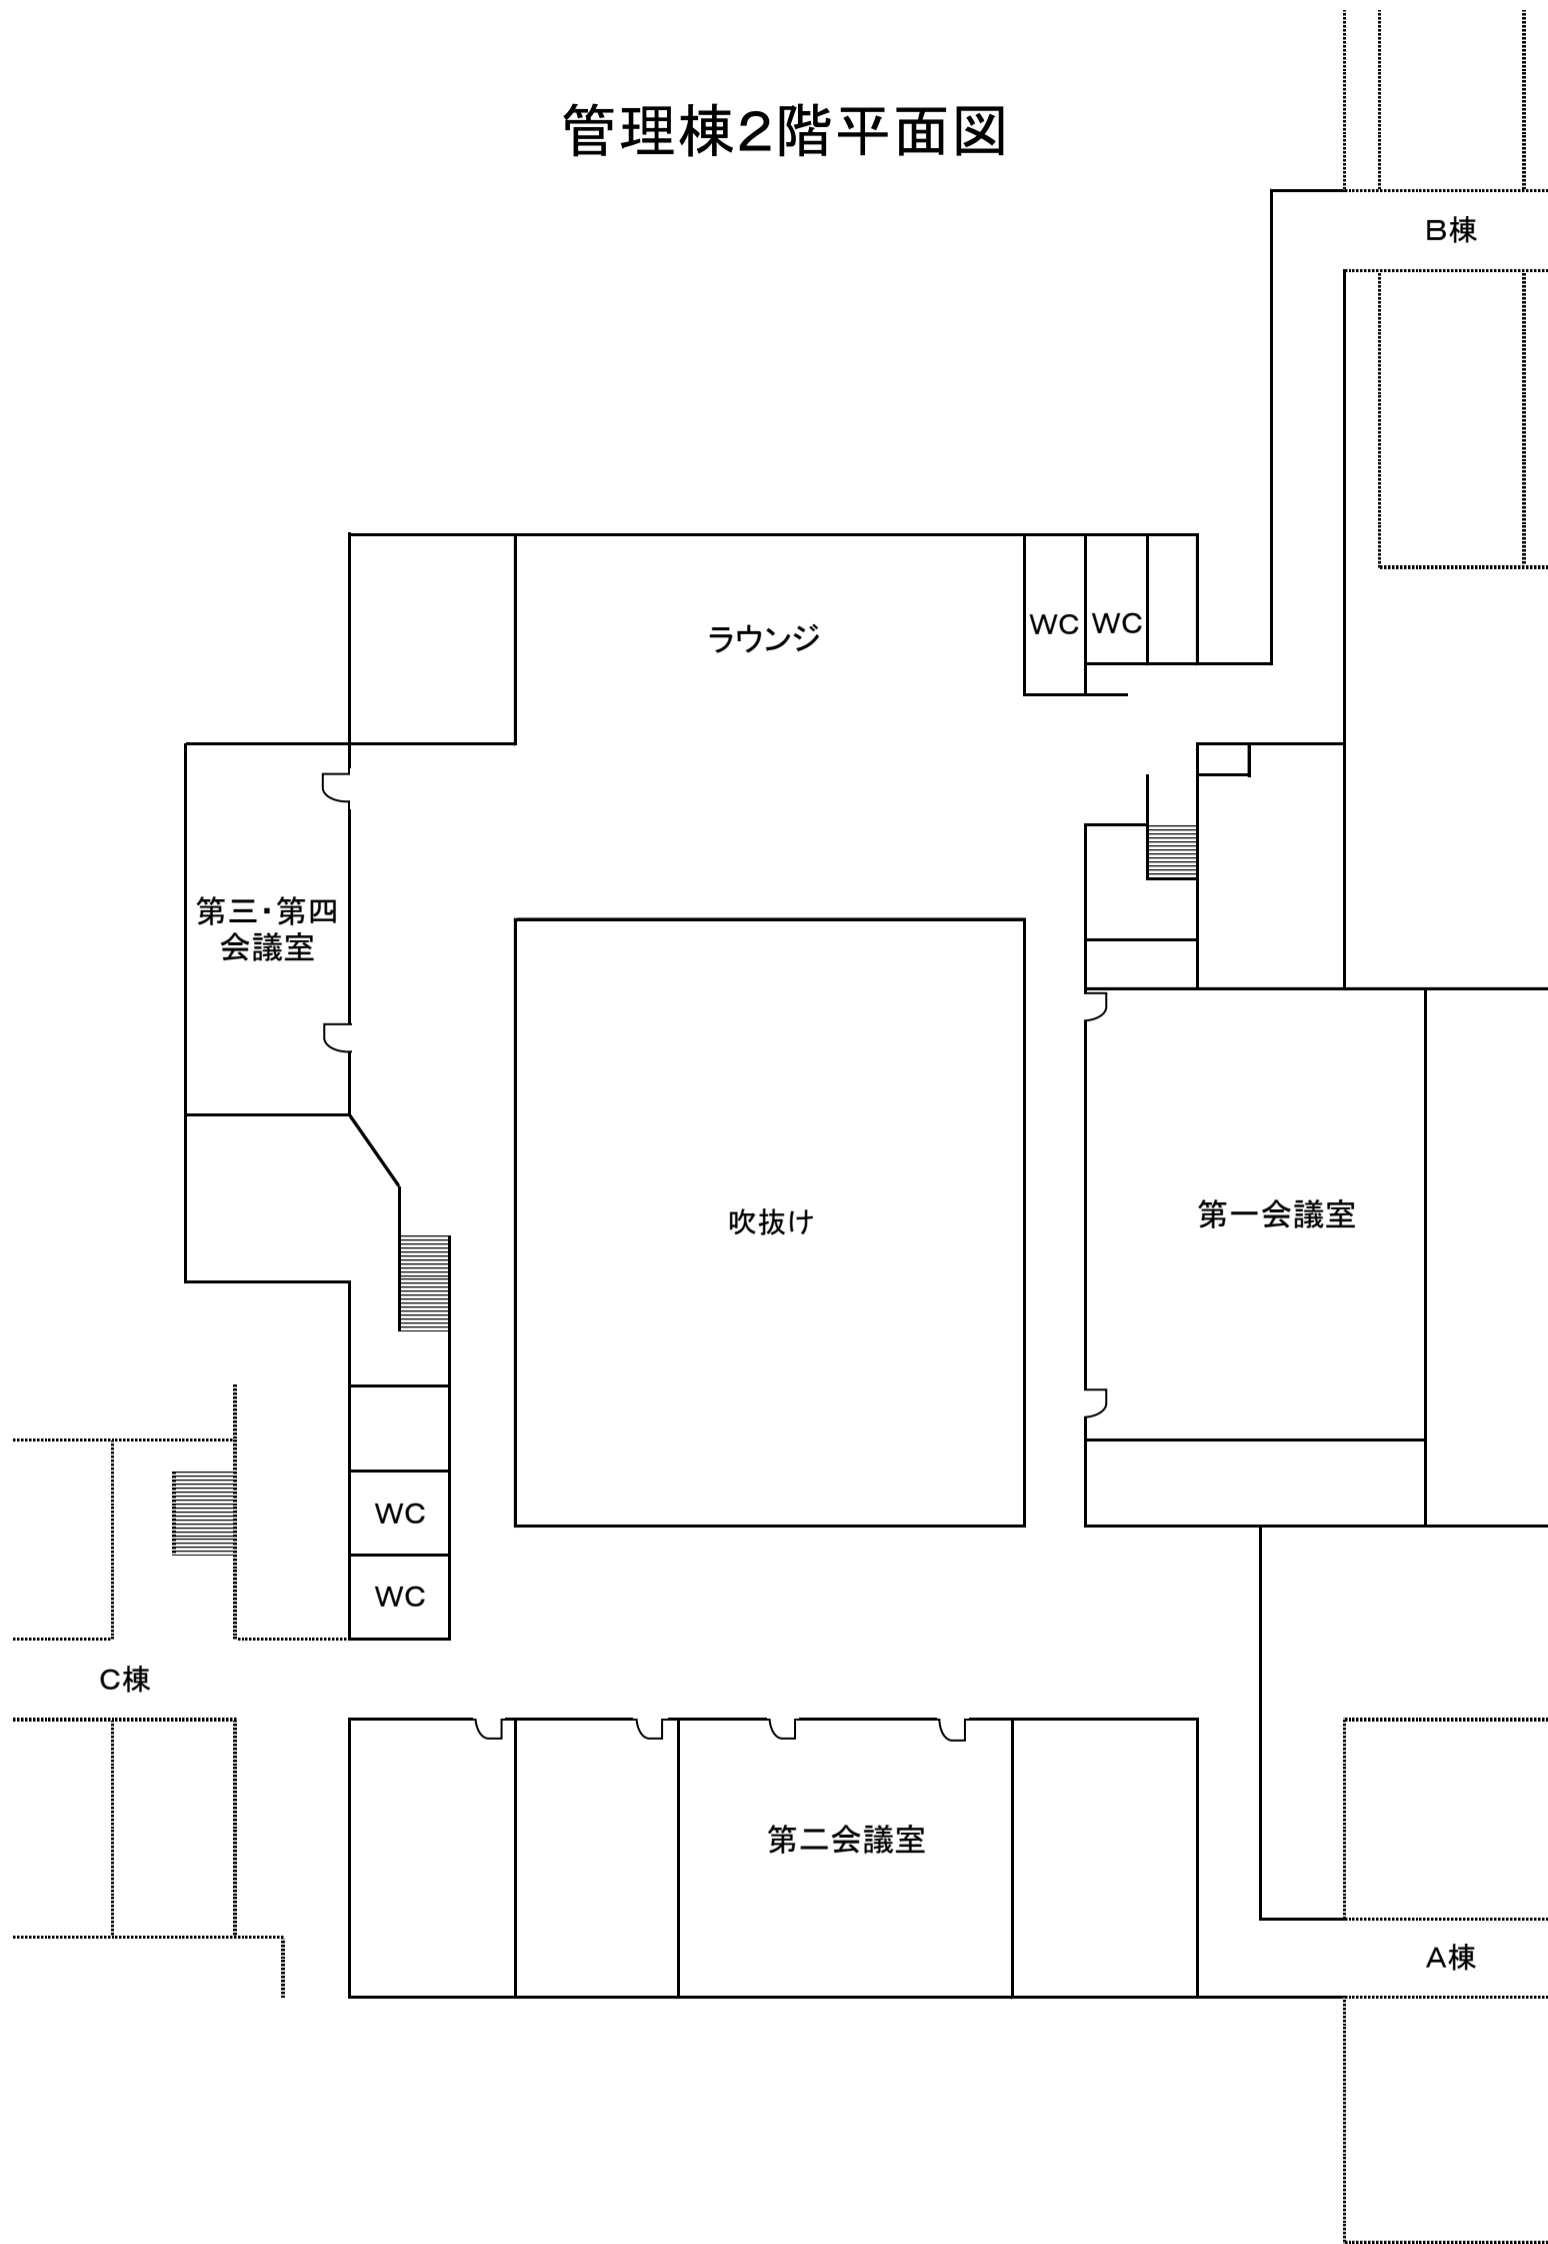 管理棟2階平面図
B棟
ラウンジ
WC
WC
第三・第四
会議室
吹抜け
第一会議室
WC
WC
C棟
第二会議室
A棟